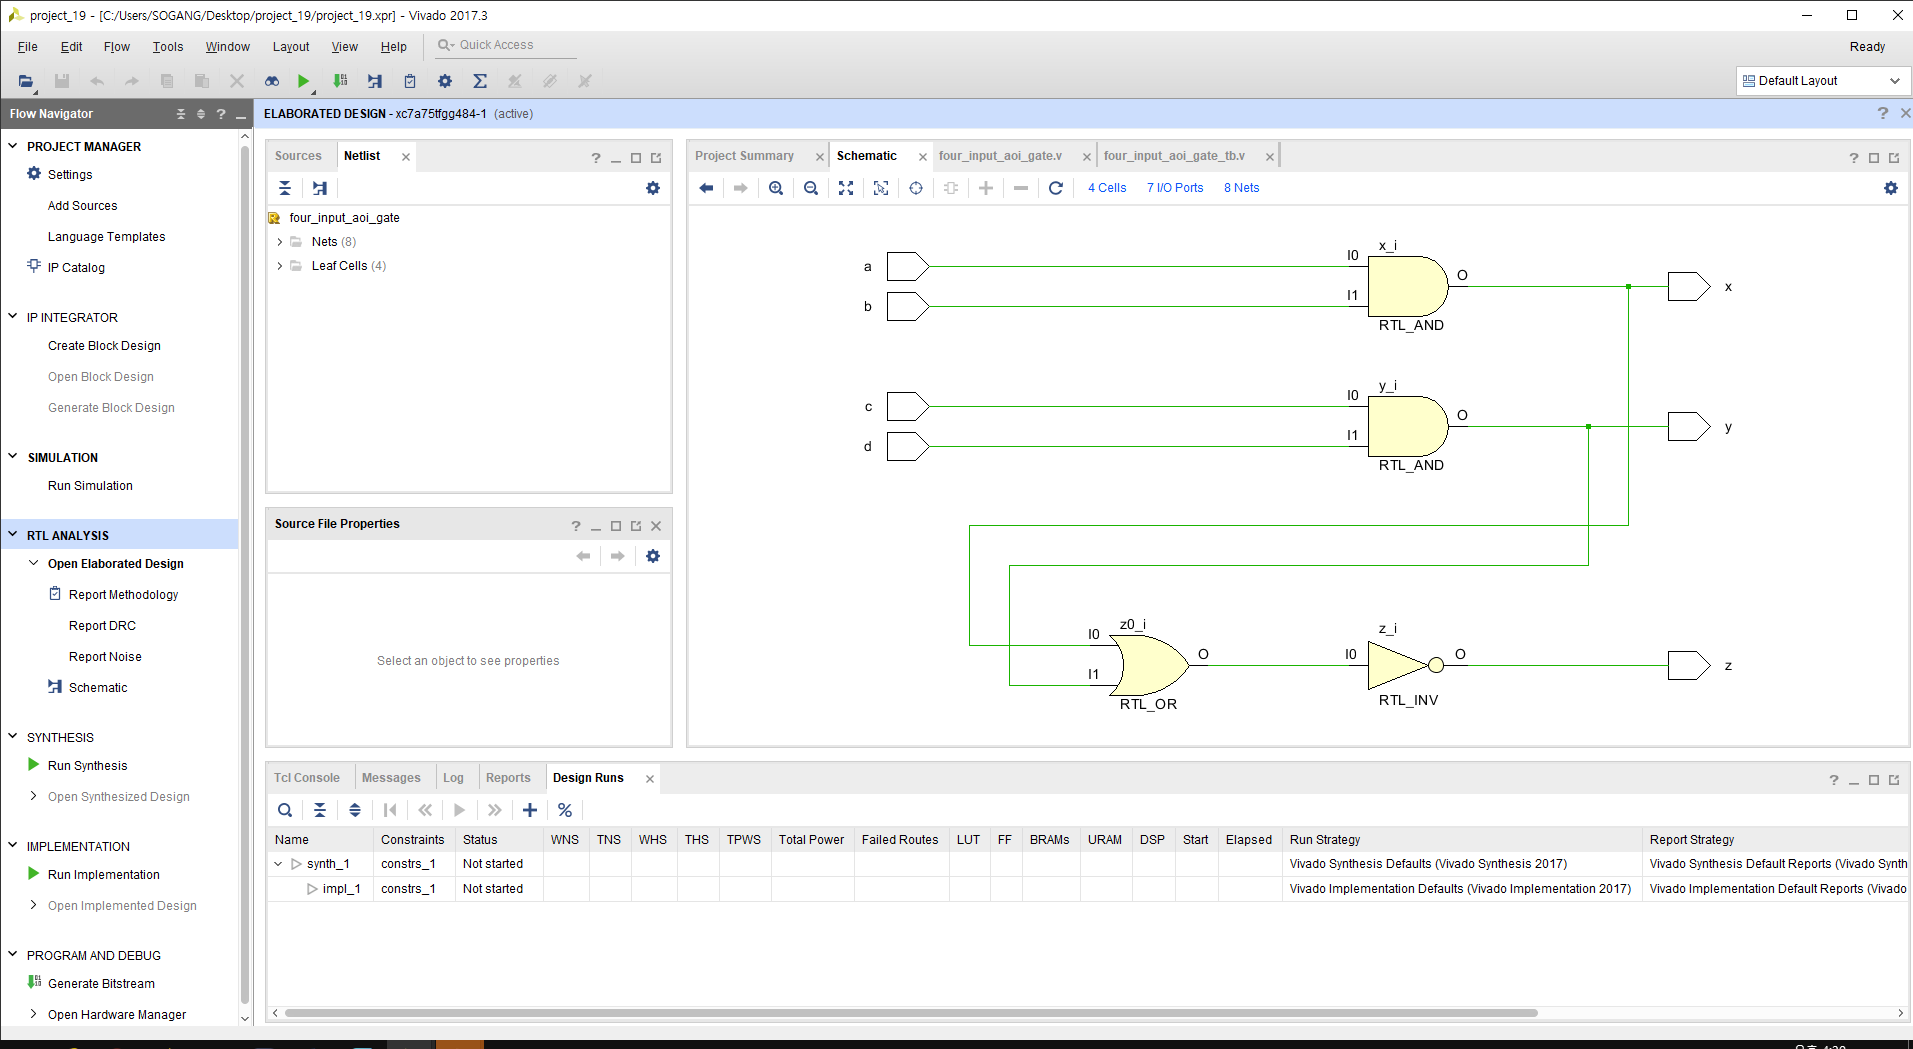 project_19 - [C:/Users/SOGANG/Desktop/project_19/project_19.xpr] - Vivado 2017.3
File Edit Flow Tools Window Layout View Help Quick Access
Ready
Default Layout
Flow Navigator
PROJECT MANAGER
Settings
Add Sources
Language Templates
IP Catalog
IP INTEGRATOR
Create Block Design
Open Block Design
Generate Block Design
SIMULATION
Run Simulation
RTL ANALYSIS
Open Elaborated Design
Report Methodology
Report DRC
Report Noise
Schematic
SYNTHESIS
Run Synthesis
Open Synthesized Design
IMPLEMENTATION
Run Implementation
Open Implemented Design
PROGRAM AND DEBUG
Generate Bitstream
Open Hardware Manager
ELABORATED DESIGN - xc7a75tfgg484-1 (active)
Sources Netlist
four_input_aoi_gate
Nets (8)
Leaf Cells (4)
Source File Properties
Select an object to see properties
Project Summary Schematic four_input_aoi_gate.v four_input_aoi_gate_tb.v
4 Cells 7 I/O Ports 8 Nets
x_i
a I0 O x
b I1
RTL_AND
y_i
c I0 O y
d I1
RTL_AND
z0_i z_i
I0 O I0 O z
I1
RTL_OR RTL_INV
Tcl Console Messages Log Reports Design Runs
Name Constraints Status WNS TNS WHS THS TPWS Total Power Failed Routes LUT FF BRAMs URAM DSP Start Elapsed Run Strategy Report Strategy
synth_1 constrs_1 Not started Vivado Synthesis Defaults (Vivado Synthesis 2017) Vivado Synthesis Default Reports (Vivado Synth
impl_1 constrs_1 Not started Vivado Implementation Defaults (Vivado Implementation 2017) Vivado Implementation Default Reports (Vivado